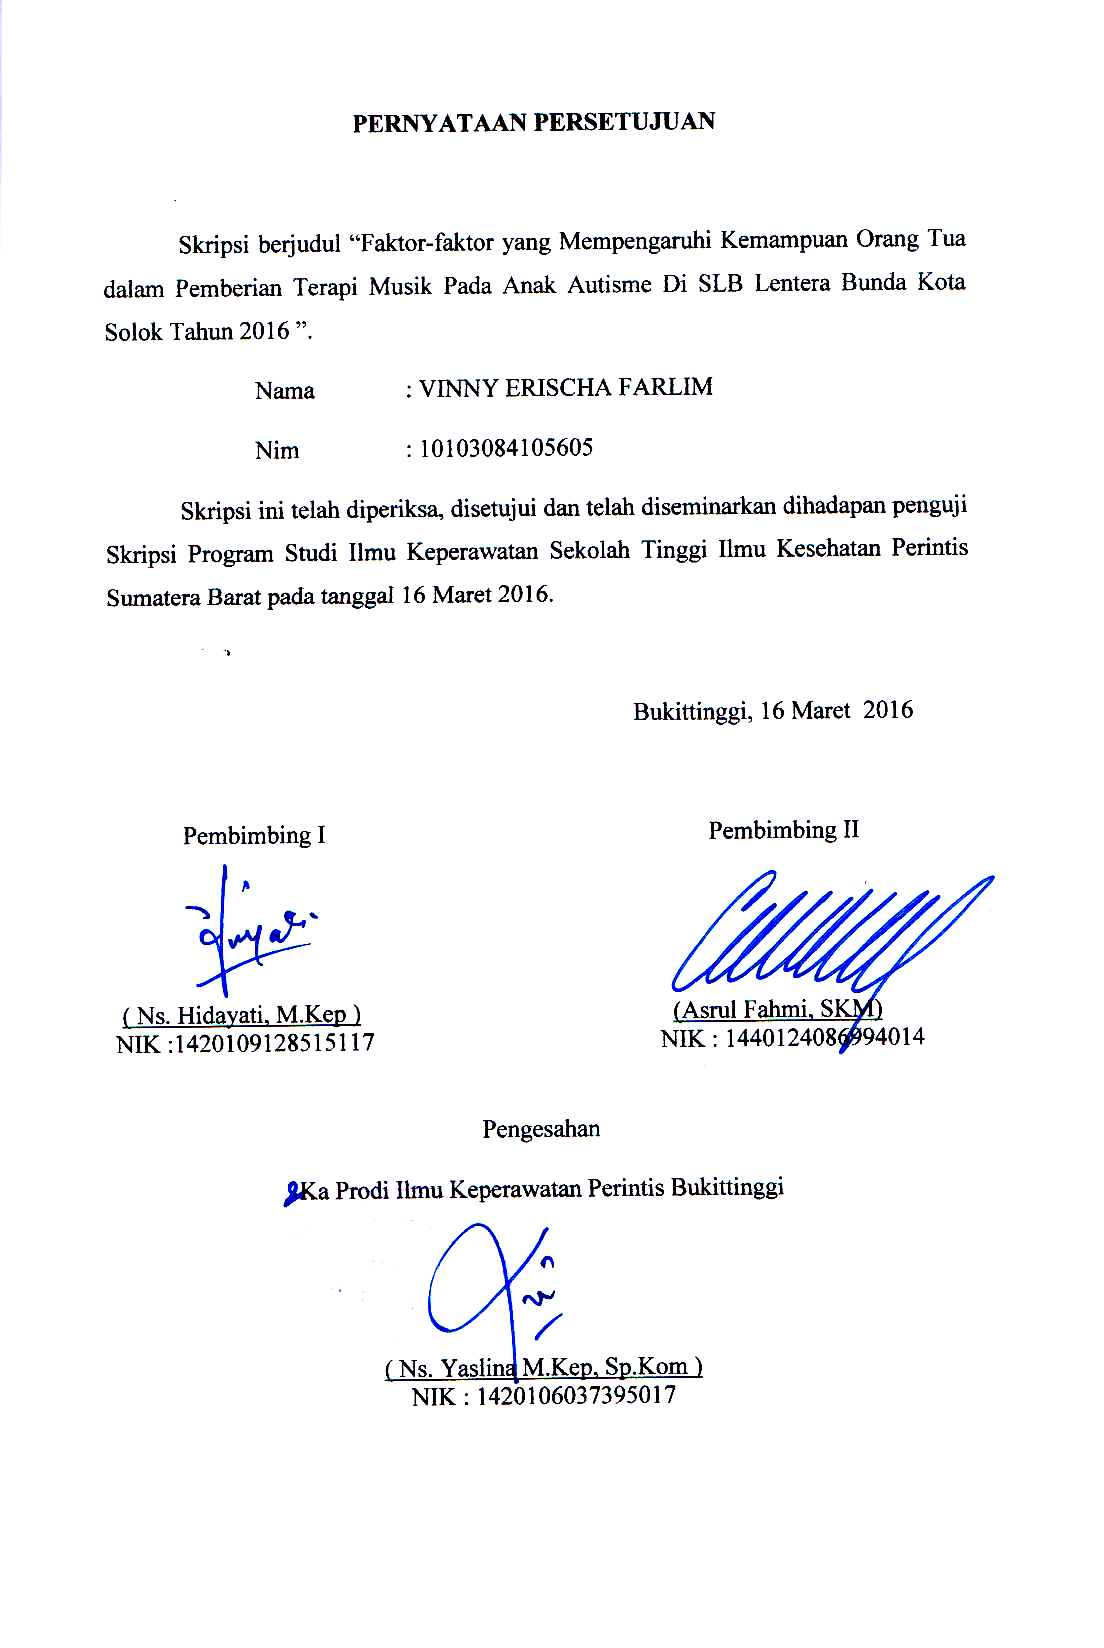 PERNYATAAN PERSETUJUAN
Skripsi berjudul “Faktor-faktor yang Mempengaruhi Kemampuan Orang Tua
dalam Pemberian Terapi Musik Pada Anak Autisme Di SLB Lentera Bunda Kota
Solok Tahun 2016 ”.
Nama : VINNY ERISCHA FARLIM
Nim : 10103084105605
Skripsi ini telah diperiksa, disetujui dan telah diseminarkan dihadapan penguji
Skripsi Program Studi Ilmu Keperawatan Sekolah Tinggi Ilmu Kesehatan Perintis
Sumatera Barat pada tanggal 16 Maret 2016.
Bukittinggi, 16 Maret 2016
Pembimbing I
Pembimbing II
( Ns. Hidayati, M.Kep )
NIK :1420109128515117
(Asrul Fahmi, SKM)
NIK : 1440124086994014
Pengesahan
Ka Prodi Ilmu Keperawatan Perintis Bukittinggi
( Ns. Yaslina M.Kep, Sp.Kom )
NIK : 1420106037395017